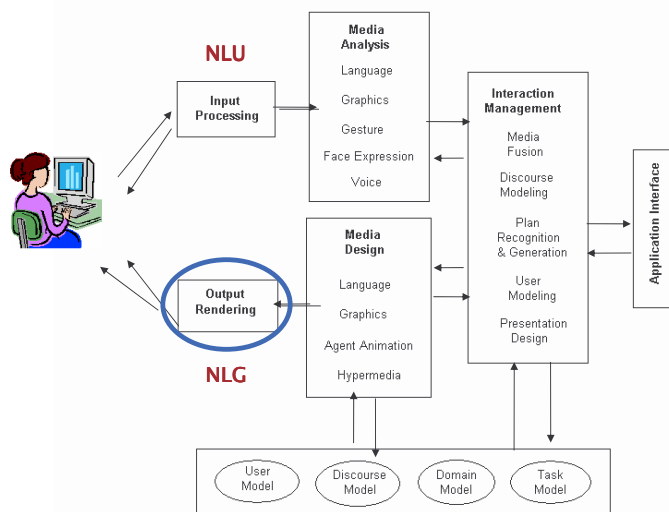 NLU
Input
Processing
Media
Analysis
Language
Graphics
Gesture
Face Expression
Voice
Interaction
Management
Media
Fusion
Discourse
Modeling
Plan
Recognition
& Generation
User
Modeling
Presentation
Design
Application Interface
Media
Design
Language
Graphics
Agent Animation
Hypermedia
Output
Rendering
NLG
User
Model
Discourse
Model
Domain
Model
Task
Model